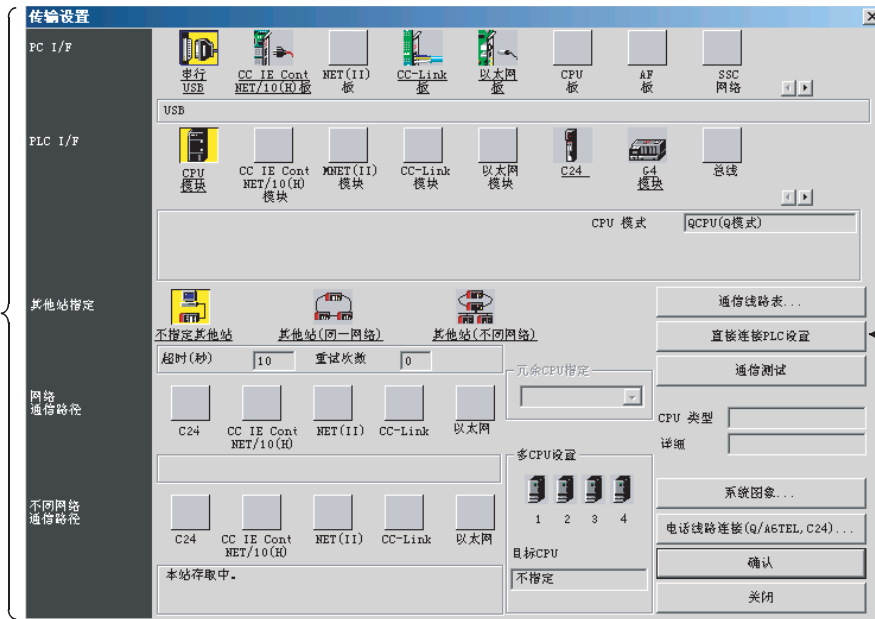 传输设置
PC I/F
串行
USB
CC IE Cont
NET/10(H)板
NET(II)
板
CC-Link
板
以太网
板
CPU
板
AF
板
SSC
网络
USB
PLC I/F
CPU
模块
CC IE Cont
NET/10(H)
模块
MNET(II)
模块
CC-Link
模块
以太网
模块
C24
G4
模块
总线
CPU 模式
QCPU(Q模式)
其他站指定
不指定其他站
其他站(同一网络)
其他站(不同网络)
通信线路表...
直接连接PLC设置
通信测试
超时(秒)
10
重试次数
0
冗余CPU指定
网络
通信路径
C24
CC IE Cont
NET/10(H)
NET(II)
CC-Link
以太网
CPU 类型
详细
多CPU设置
1 2 3 4
目标CPU
不指定
不同网络
通信路径
C24
CC IE Cont
NET/10(H)
NET(II)
CC-Link
以太网
本站存取中。
系统图象...
电话线路连接(Q/A6TEL,C24)...
确认
关闭